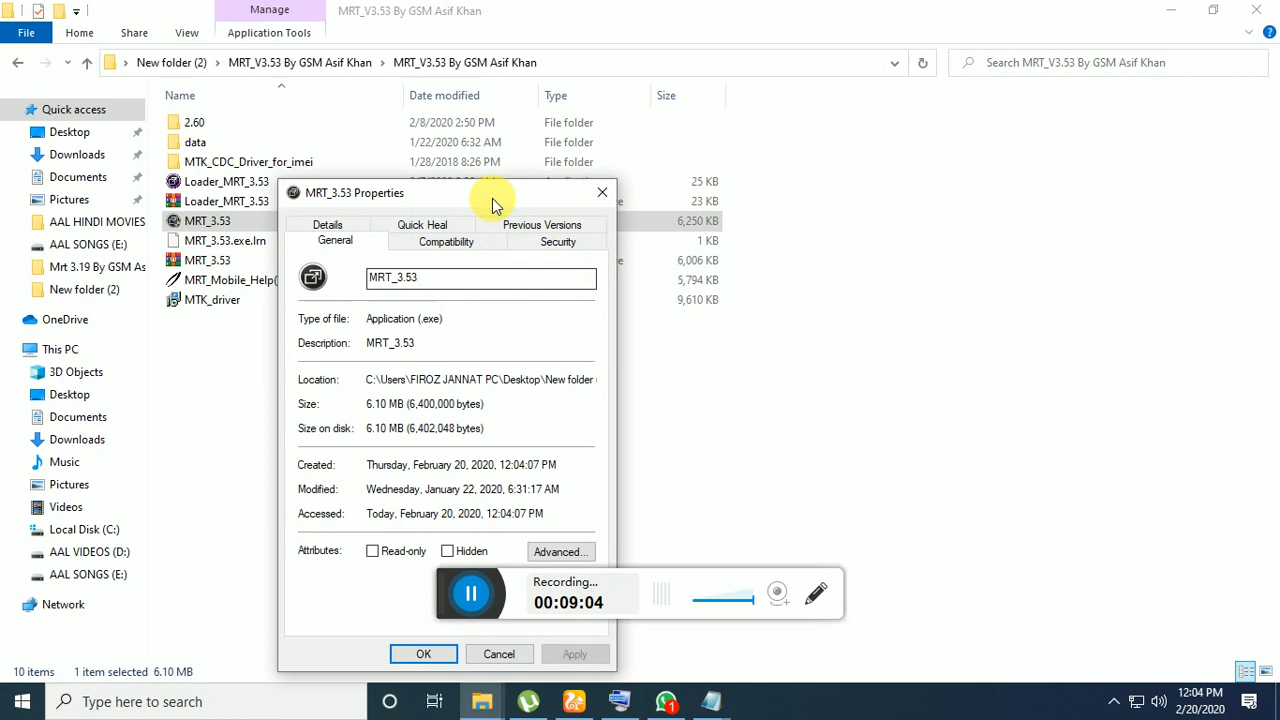 Manage
MRT_V3.53 By GSM Asif Khan
File
Home
Share
View
Application Tools
New folder (2)
MRT_V3.53 By GSM Asif Khan
MRT_V3.53 By GSM Asif Khan
Search MRT_V3.53 By GSM Asif Khan
Name
Date modified
Type
Size
Quick access
Desktop
Downloads
Documents
Pictures
AAL HINDI MOVIES
AAL SONGS (E:)
Mrt 3.19 By GSM As
New folder (2)
OneDrive
This PC
3D Objects
Desktop
Documents
Downloads
Music
Pictures
Videos
Local Disk (C:)
AAL VIDEOS (D:)
AAL SONGS (E:)
Network
2.60 2/8/2020 2:50 PM File folder
data 1/22/2020 6:32 AM File folder
MTK_CDC_Driver_for_imei 1/28/2018 8:26 PM File folder
Loader_MRT_3.53 25 KB
Loader_MRT_3.53 23 KB
MRT_3.53 6,250 KB
MRT_3.53.exe.lrn 1 KB
MRT_3.53 6,006 KB
MRT_Mobile_Help( 5,794 KB
MTK_driver 9,610 KB
MRT_3.53 Properties
Details
Quick Heal
Previous Versions
General
Compatibility
Security
MRT_3.53
Type of file: Application (.exe)
Description: MRT_3.53
Location: C:\Users\FIROZ JANNAT PC\Desktop\New folder (
Size: 6.10 MB (6,400,000 bytes)
Size on disk: 6.10 MB (6,402,048 bytes)
Created: Thursday, February 20, 2020, 12:04:07 PM
Modified: Wednesday, January 22, 2020, 6:31:17 AM
Accessed: Today, February 20, 2020, 12:04:07 PM
Attributes: Read-only Hidden Advanced...
Recording...
00:09:04
OK
Cancel
Apply
10 items 1 item selected 6.10 MB
Type here to search
1
12:04 PM
2/20/2020